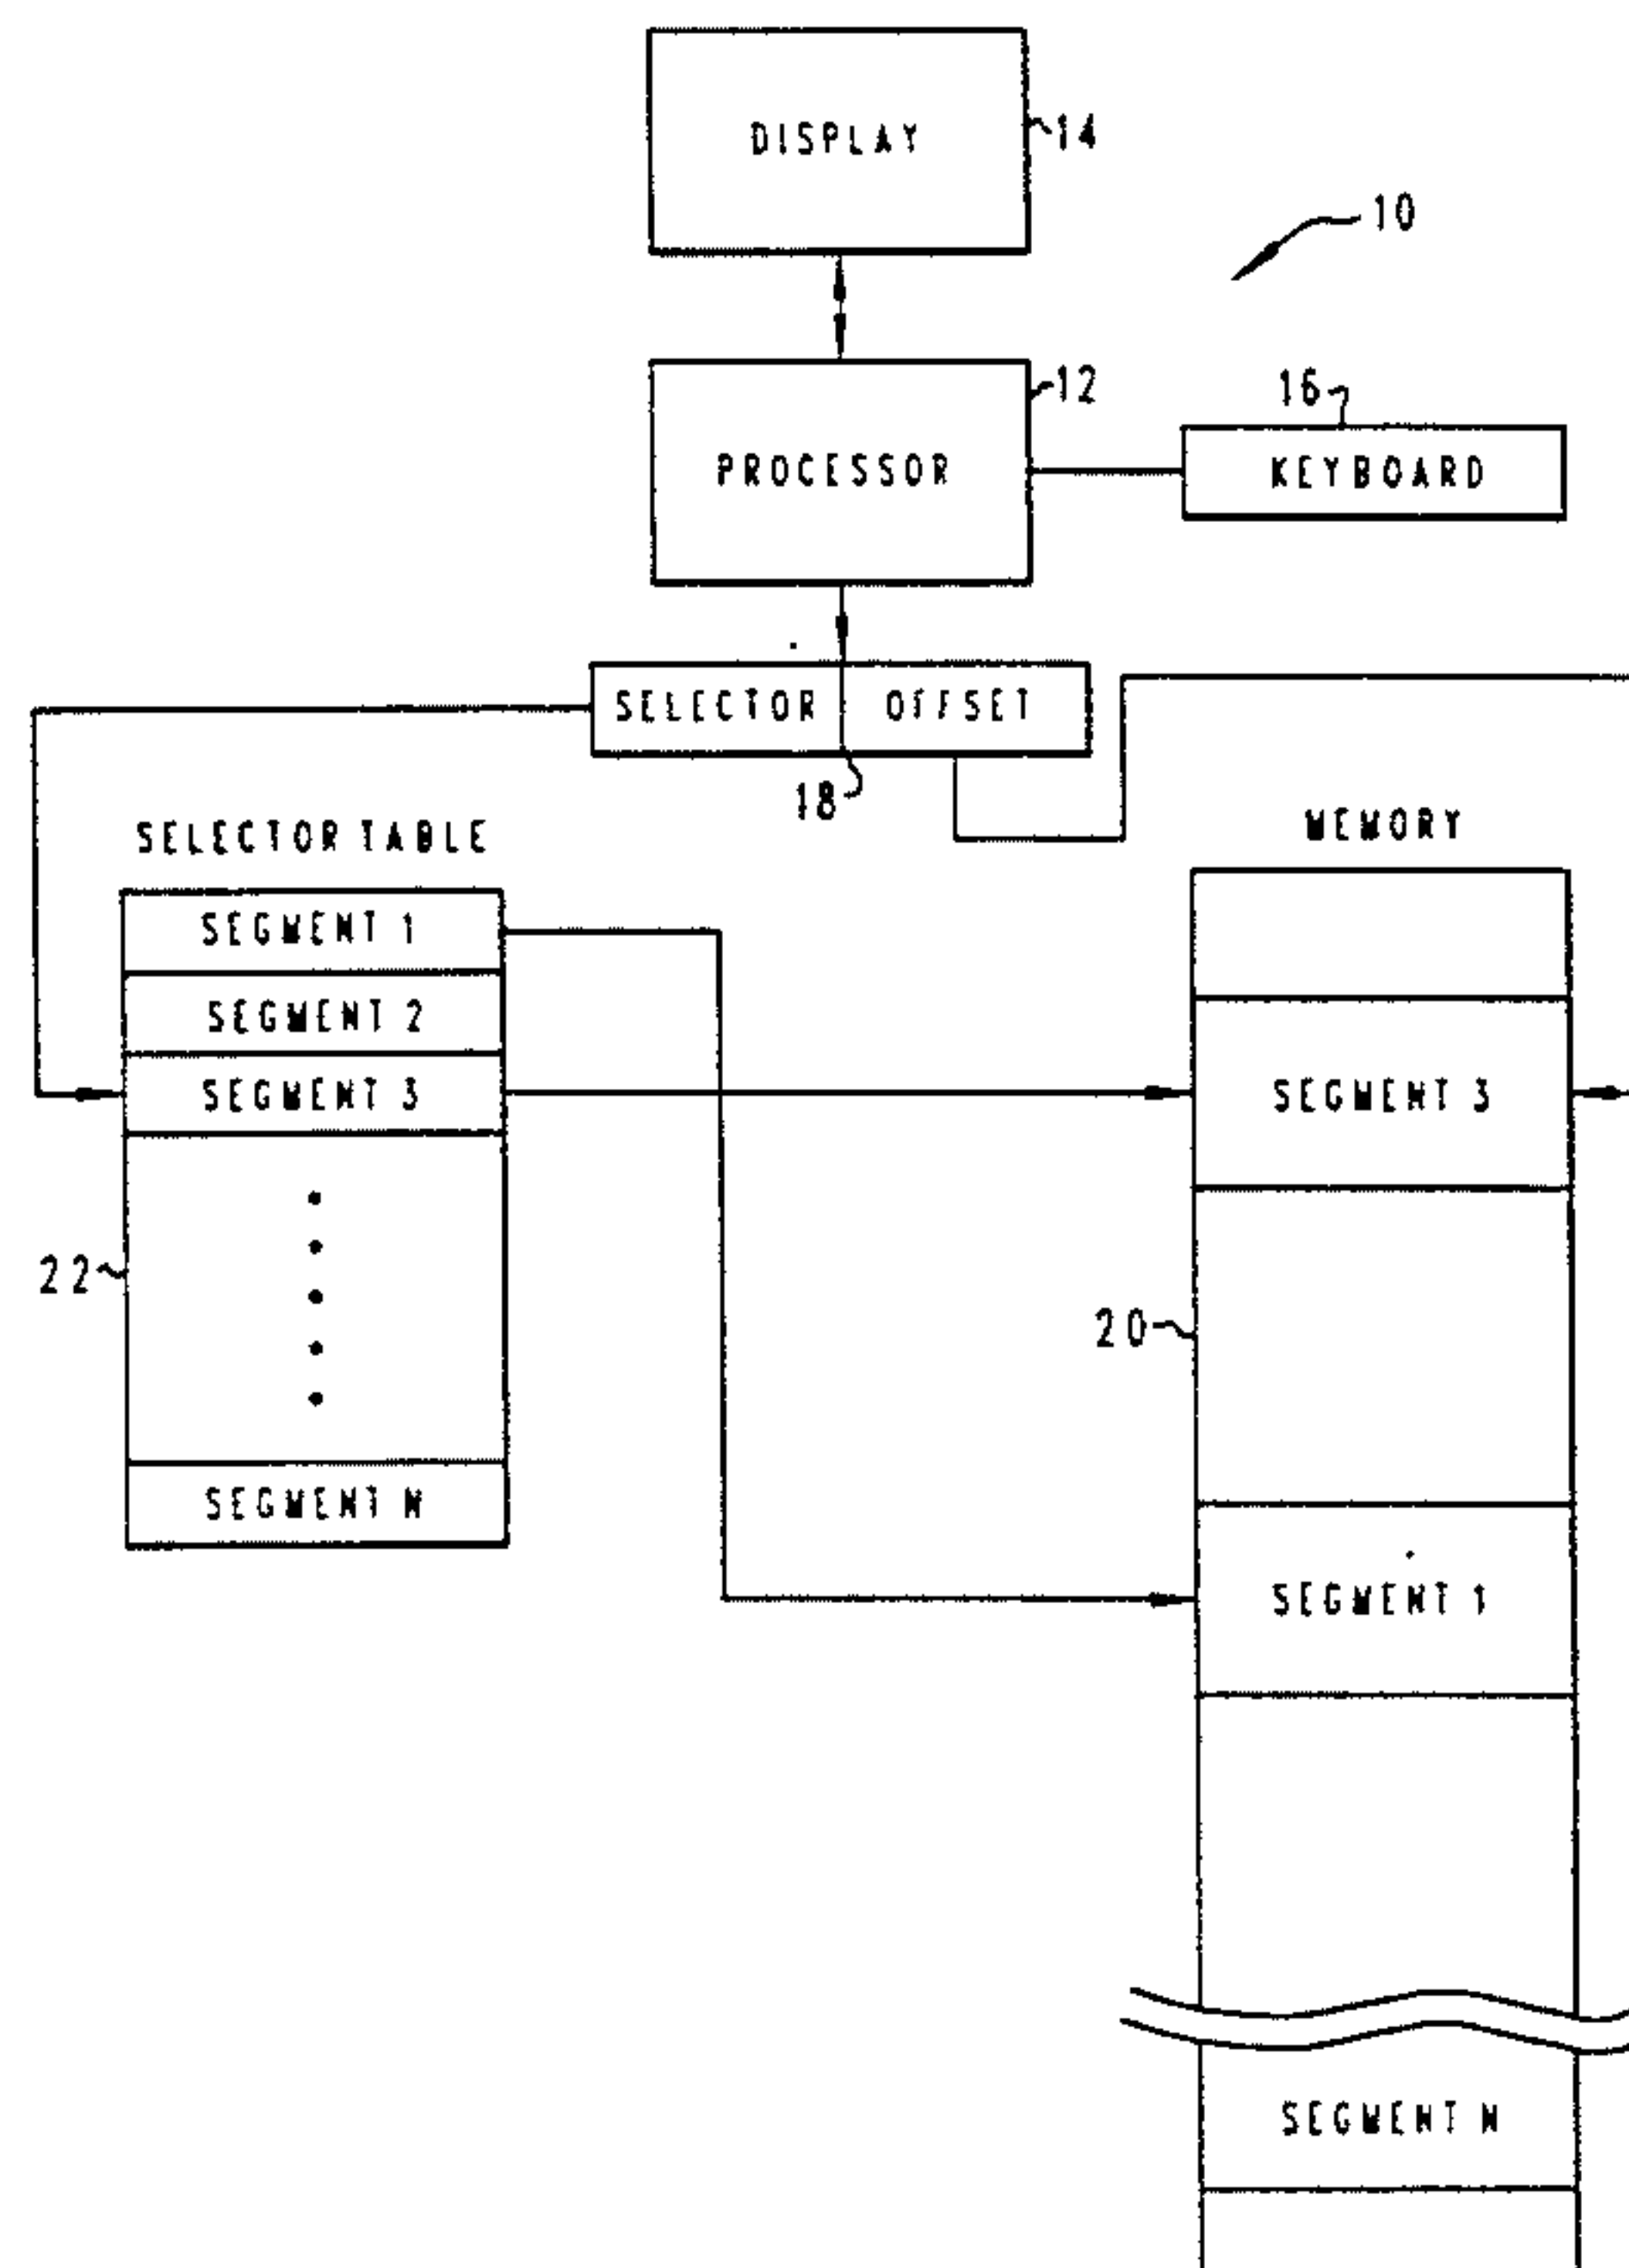 DISPLAY
14
10
PROCESSOR
12
16
KEYBOARD
SELECTOR
OFFSET
18
SELECTOR TABLE
MEMORY
SEGMENT 1
SEGMENT 2
SEGMENT 3
SEGMENT 3
22
20
SEGMENT N
SEGMENT 1
SEGMENT N